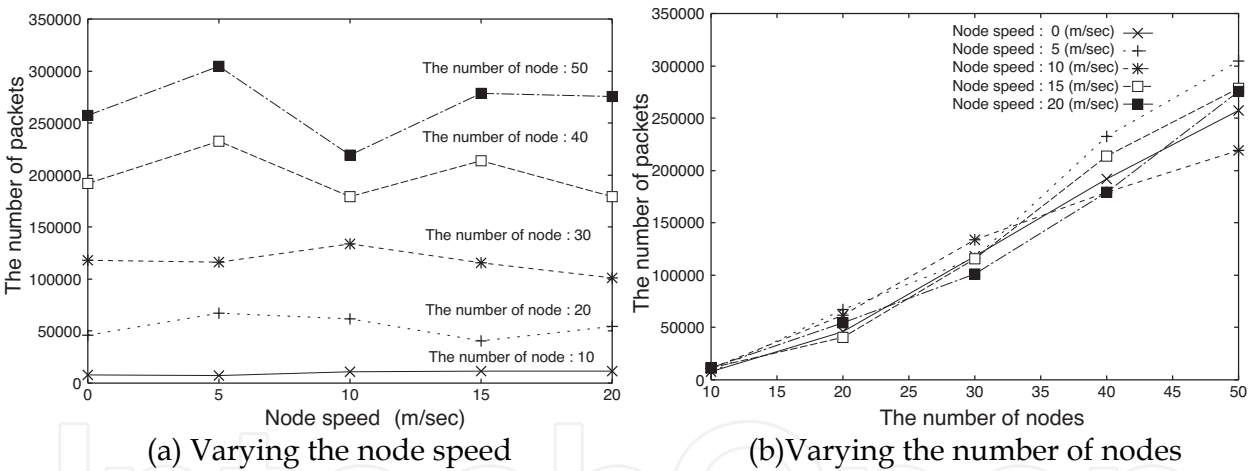 350000
300000
250000
200000
150000
100000
50000
0
The number of packets
The number of node : 50
The number of node : 40
The number of node : 30
The number of node : 20
The number of node : 10
0 5 10 15 20
Node speed (m/sec)
(a) Varying the node speed
350000
300000
250000
200000
150000
100000
50000
0
The number of packets
Node speed : 0 (m/sec)
Node speed : 5 (m/sec)
Node speed : 10 (m/sec)
Node speed : 15 (m/sec)
Node speed : 20 (m/sec)
10 15 20 25 30 35 40 45 50
The number of nodes
(b)Varying the number of nodes